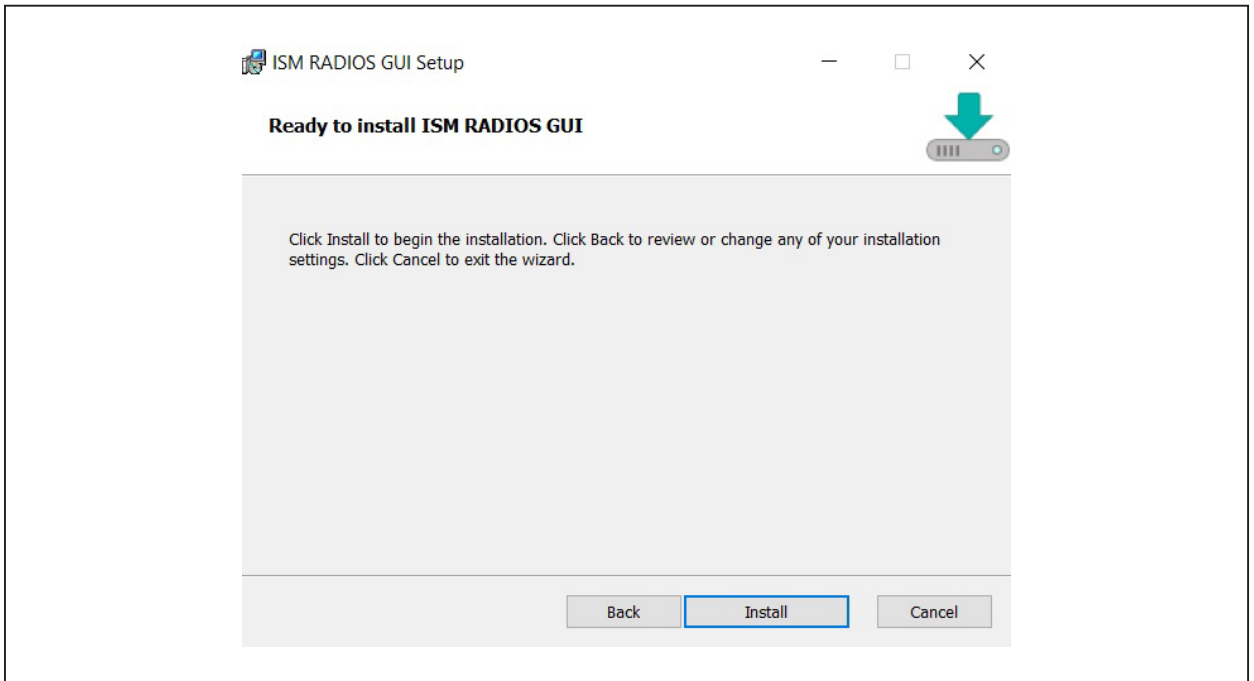 ISM RADIOS GUI Setup
Ready to install ISM RADIOS GUI
Click Install to begin the installation. Click Back to review or change any of your installation
settings. Click Cancel to exit the wizard.
Back Install Cancel